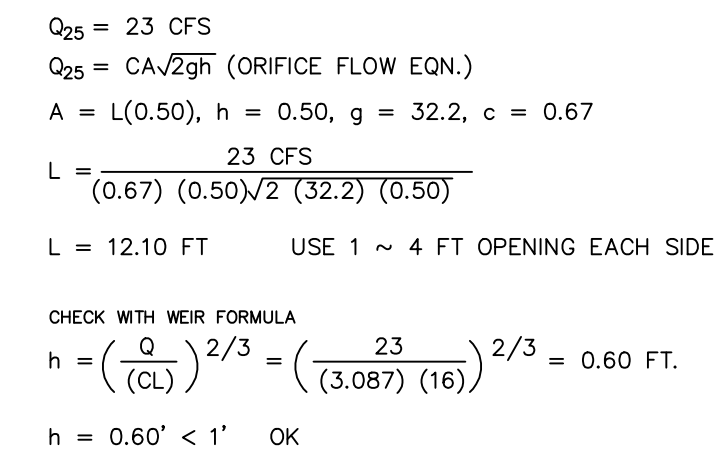 Q25 = 23 CFS
Q25 = CA√2gh (ORIFICE FLOW EQN.)
A = L(0.50), h = 0.50, g = 32.2, c = 0.67
L = 23 CFS / (0.67) (0.50)√2 (32.2) (0.50)
L = 12.10 FT USE 1 ~ 4 FT OPENING EACH SIDE
CHECK WITH WEIR FORMULA
h = (Q / (CL))^2/3 = (23 / (3.087) (16))^2/3 = 0.60 FT.
h = 0.60' < 1' OK